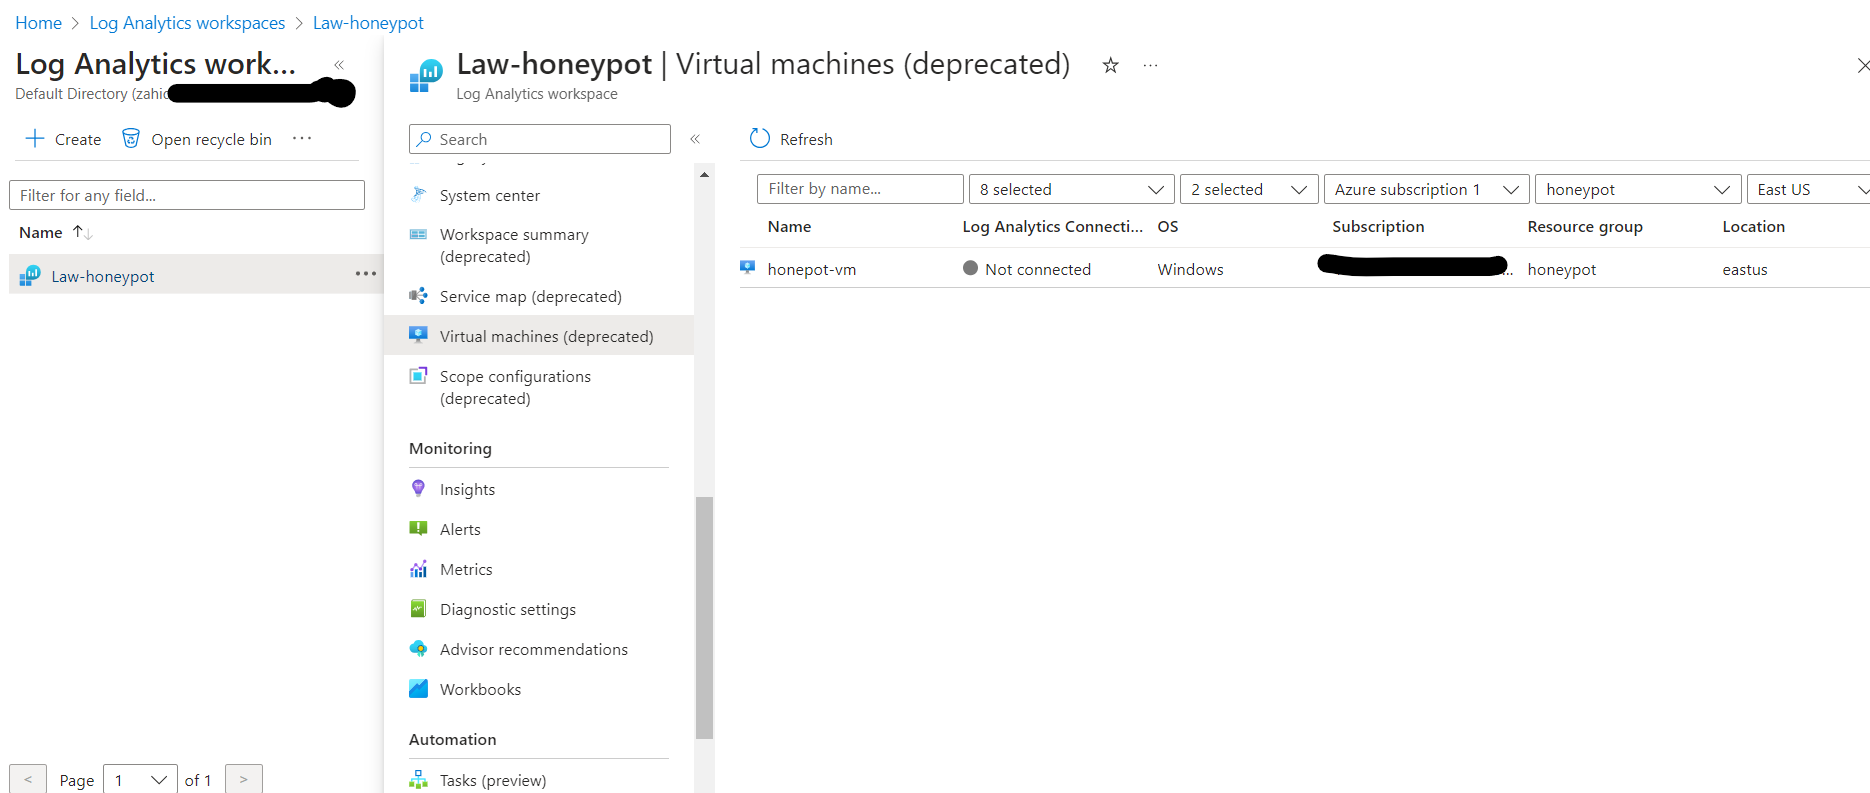 Home > Log Analytics workspaces > Law-honeypot
Log Analytics work... «
Default Directory (zahid
+ Create Open recycle bin ...
Filter for any field...
Name ↑↓
Law-honeypot ...
< Page 1 of 1 >
Law-honeypot | Virtual machines (deprecated) ☆ ...
Log Analytics workspace
Search «
System center
Workspace summary
(deprecated)
Service map (deprecated)
Virtual machines (deprecated)
Scope configurations
(deprecated)
Monitoring
Insights
Alerts
Metrics
Diagnostic settings
Advisor recommendations
Workbooks
Automation
Tasks (preview)
Refresh
Filter by name... 8 selected 2 selected Azure subscription 1 honeypot East US
Name Log Analytics Connecti... OS Subscription Resource group Location
honepot-vm Not connected Windows ... honeypot eastus